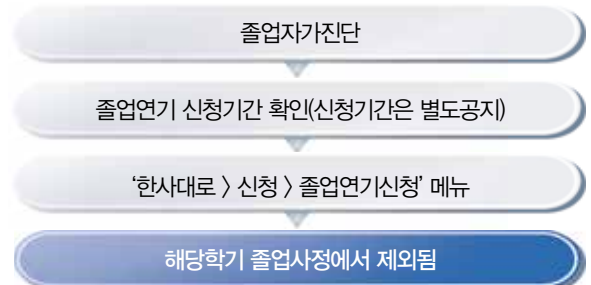 졸업자가진단
졸업연기 신청기간 확인(신청기간은 별도공지)
‘한사대로 〉 신청 〉 졸업연기신청’ 메뉴
해당학기 졸업사정에서 제외됨